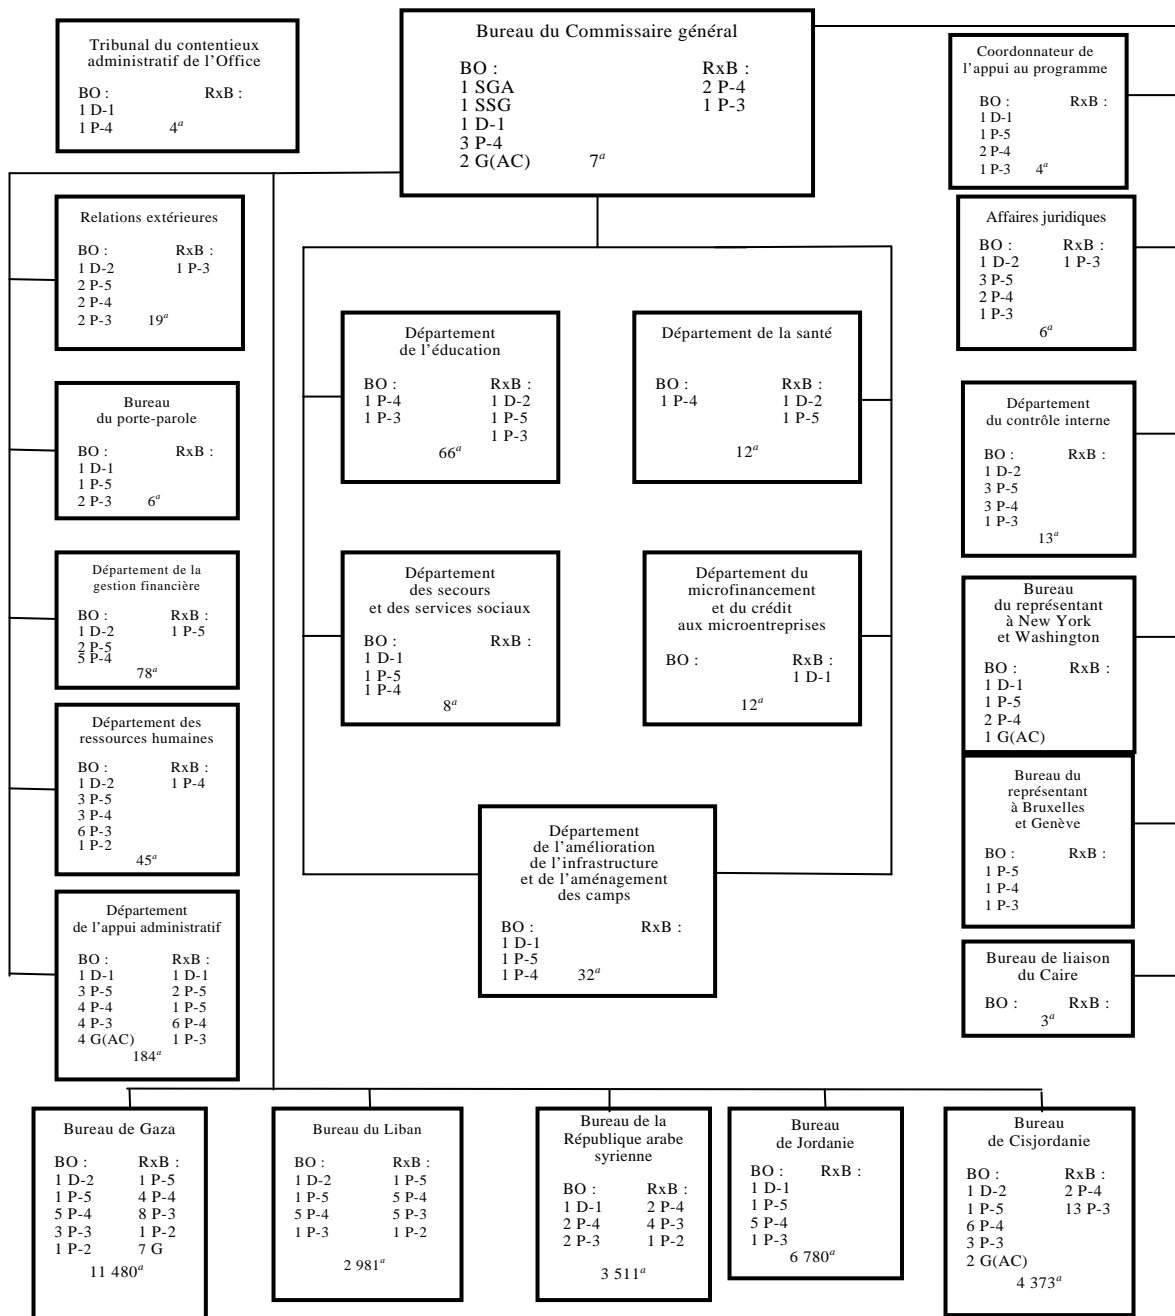 Tribunal du contentieux
administratif de l'Office
BO : RxB :
1 D-1
1 P-4 4ᵃ
Bureau du Commissaire général
BO : RxB :
1 SGA 2 P-4
1 SSG 1 P-3
1 D-1
3 P-4
2 G(AC) 7ᵃ
Coordonnateur de
l'appui au programme
BO : RxB :
1 D-1
1 P-5
2 P-4
1 P-3 4ᵃ
Relations extérieures
BO : RxB :
1 D-2 1 P-3
2 P-5
2 P-4
2 P-3 19ᵃ
Affaires juridiques
BO : RxB :
1 D-2 1 P-3
3 P-5
2 P-4
1 P-3
6ᵃ
Département
de l'éducation
BO : RxB :
1 P-4 1 D-2
1 P-3 1 P-5
1 P-3
66ᵃ
Département de la santé
BO : RxB :
1 P-4 1 D-2
1 P-5
12ᵃ
Bureau
du porte-parole
BO : RxB :
1 D-1
1 P-5
2 P-3 6ᵃ
Département
du contrôle interne
BO : RxB :
1 D-2
3 P-5
3 P-4
1 P-3
13ᵃ
Département de la
gestion financière
BO : RxB :
1 D-2 1 P-5
2 P-5
5 P-4
78ᵃ
Département
des secours
et des services sociaux
BO : RxB :
1 D-1
1 P-5
1 P-4
8ᵃ
Département du
microfinancement
et du crédit
aux microentreprises
BO : RxB :
1 D-1
12ᵃ
Bureau
du représentant
à New York
et Washington
BO : RxB :
1 D-1
1 P-5
2 P-4
1 G(AC)
Département des
ressources humaines
BO : RxB :
1 D-2 1 P-4
3 P-5
3 P-4
6 P-3
1 P-2
45ᵃ
Bureau du
représentant
à Bruxelles
et Genève
BO : RxB :
1 P-5
1 P-4
1 P-3
Département
de l'amélioration
de l'infrastructure
et de l'aménagement
des camps
BO : RxB :
1 D-1
1 P-5
1 P-4 32ᵃ
Département
de l'appui administratif
BO : RxB :
1 D-1 1 D-1
3 P-5 2 P-5
4 P-4 1 P-5
4 P-3 6 P-4
4 G(AC) 1 P-3
184ᵃ
Bureau de liaison
du Caire
BO : RxB :
3ᵃ
Bureau de Gaza
BO : RxB :
1 D-2 1 P-5
1 P-5 4 P-4
5 P-4 8 P-3
3 P-3 1 P-2
1 P-2 7 G
11 480ᵃ
Bureau du Liban
BO : RxB :
1 D-2 1 P-5
1 P-5 5 P-4
5 P-4 5 P-3
1 P-3 1 P-2
2 981ᵃ
Bureau de la
République arabe
syrienne
BO : RxB :
1 D-1 2 P-4
2 P-4 4 P-3
2 P-3 1 P-2
3 511ᵃ
Bureau
de Jordanie
BO : RxB :
1 D-1
1 P-5
5 P-4
1 P-3
6 780ᵃ
Bureau
de Cisjordanie
BO : RxB :
1 D-2 2 P-4
1 P-5 13 P-3
6 P-4
3 P-3
2 G(AC)
4 373ᵃ